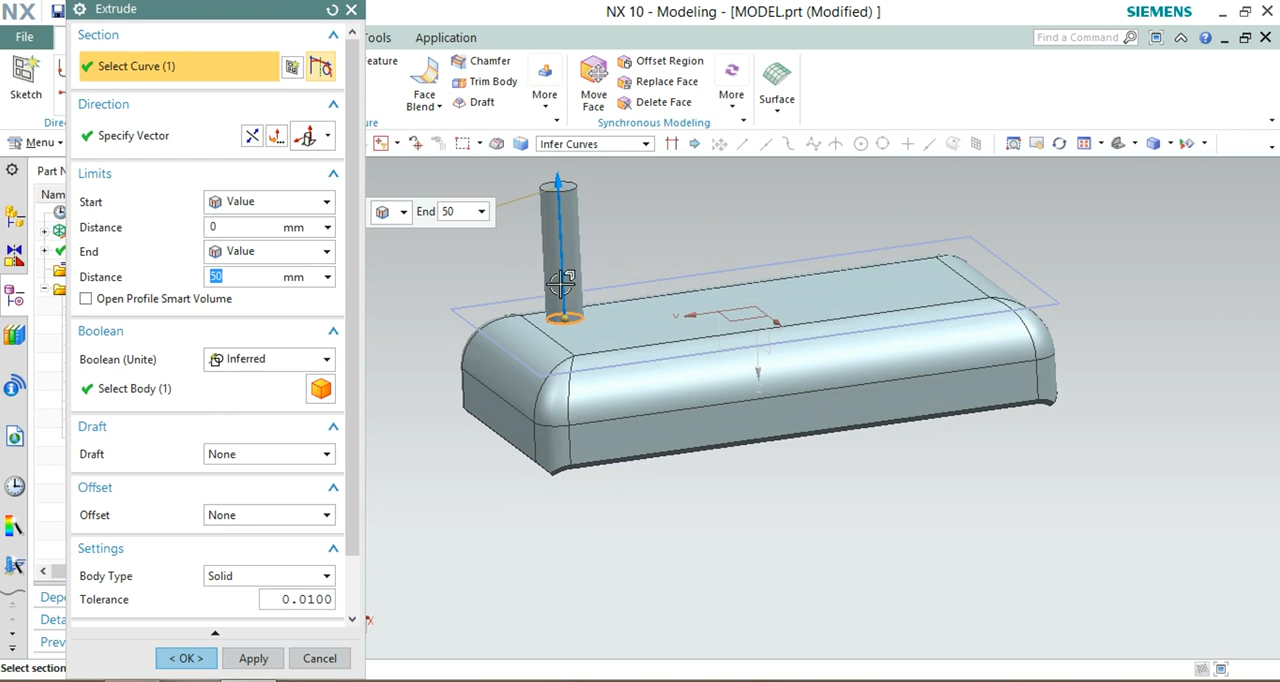 NX
Extrude
NX 10 - Modeling - [MODEL.prt (Modified) ]
SIEMENS
File
Tools
Application
Find a Command
Section
Select Curve (1)
Direction
Specify Vector
Limits
Start
Value
Distance
0 mm
End
Value
Distance
50 mm
Open Profile Smart Volume
Boolean
Boolean (Unite)
Inferred
Select Body (1)
Draft
Draft
None
Offset
Offset
None
Settings
Body Type
Solid
Tolerance
0.0100
< OK >
Apply
Cancel
Sketch
Menu
Part N
Nam
Select section
Face
Blend
Chamfer
Trim Body
Draft
More
Move
Face
Offset Region
Replace Face
Delete Face
More
Surface
Synchronous Modeling
Infer Curves
End 50